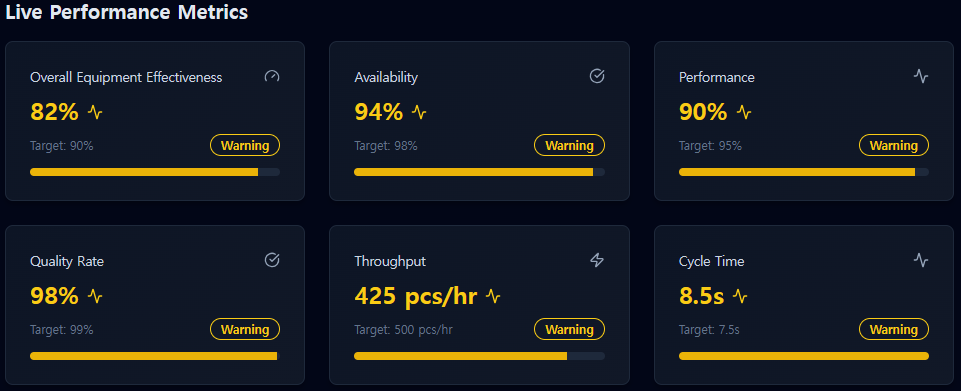 Live Performance Metrics
Overall Equipment Effectiveness
82%
Target: 90%
Warning
Availability
94%
Target: 98%
Warning
Performance
90%
Target: 95%
Warning
Quality Rate
98%
Target: 99%
Warning
Throughput
425 pcs/hr
Target: 500 pcs/hr
Warning
Cycle Time
8.5s
Target: 7.5s
Warning